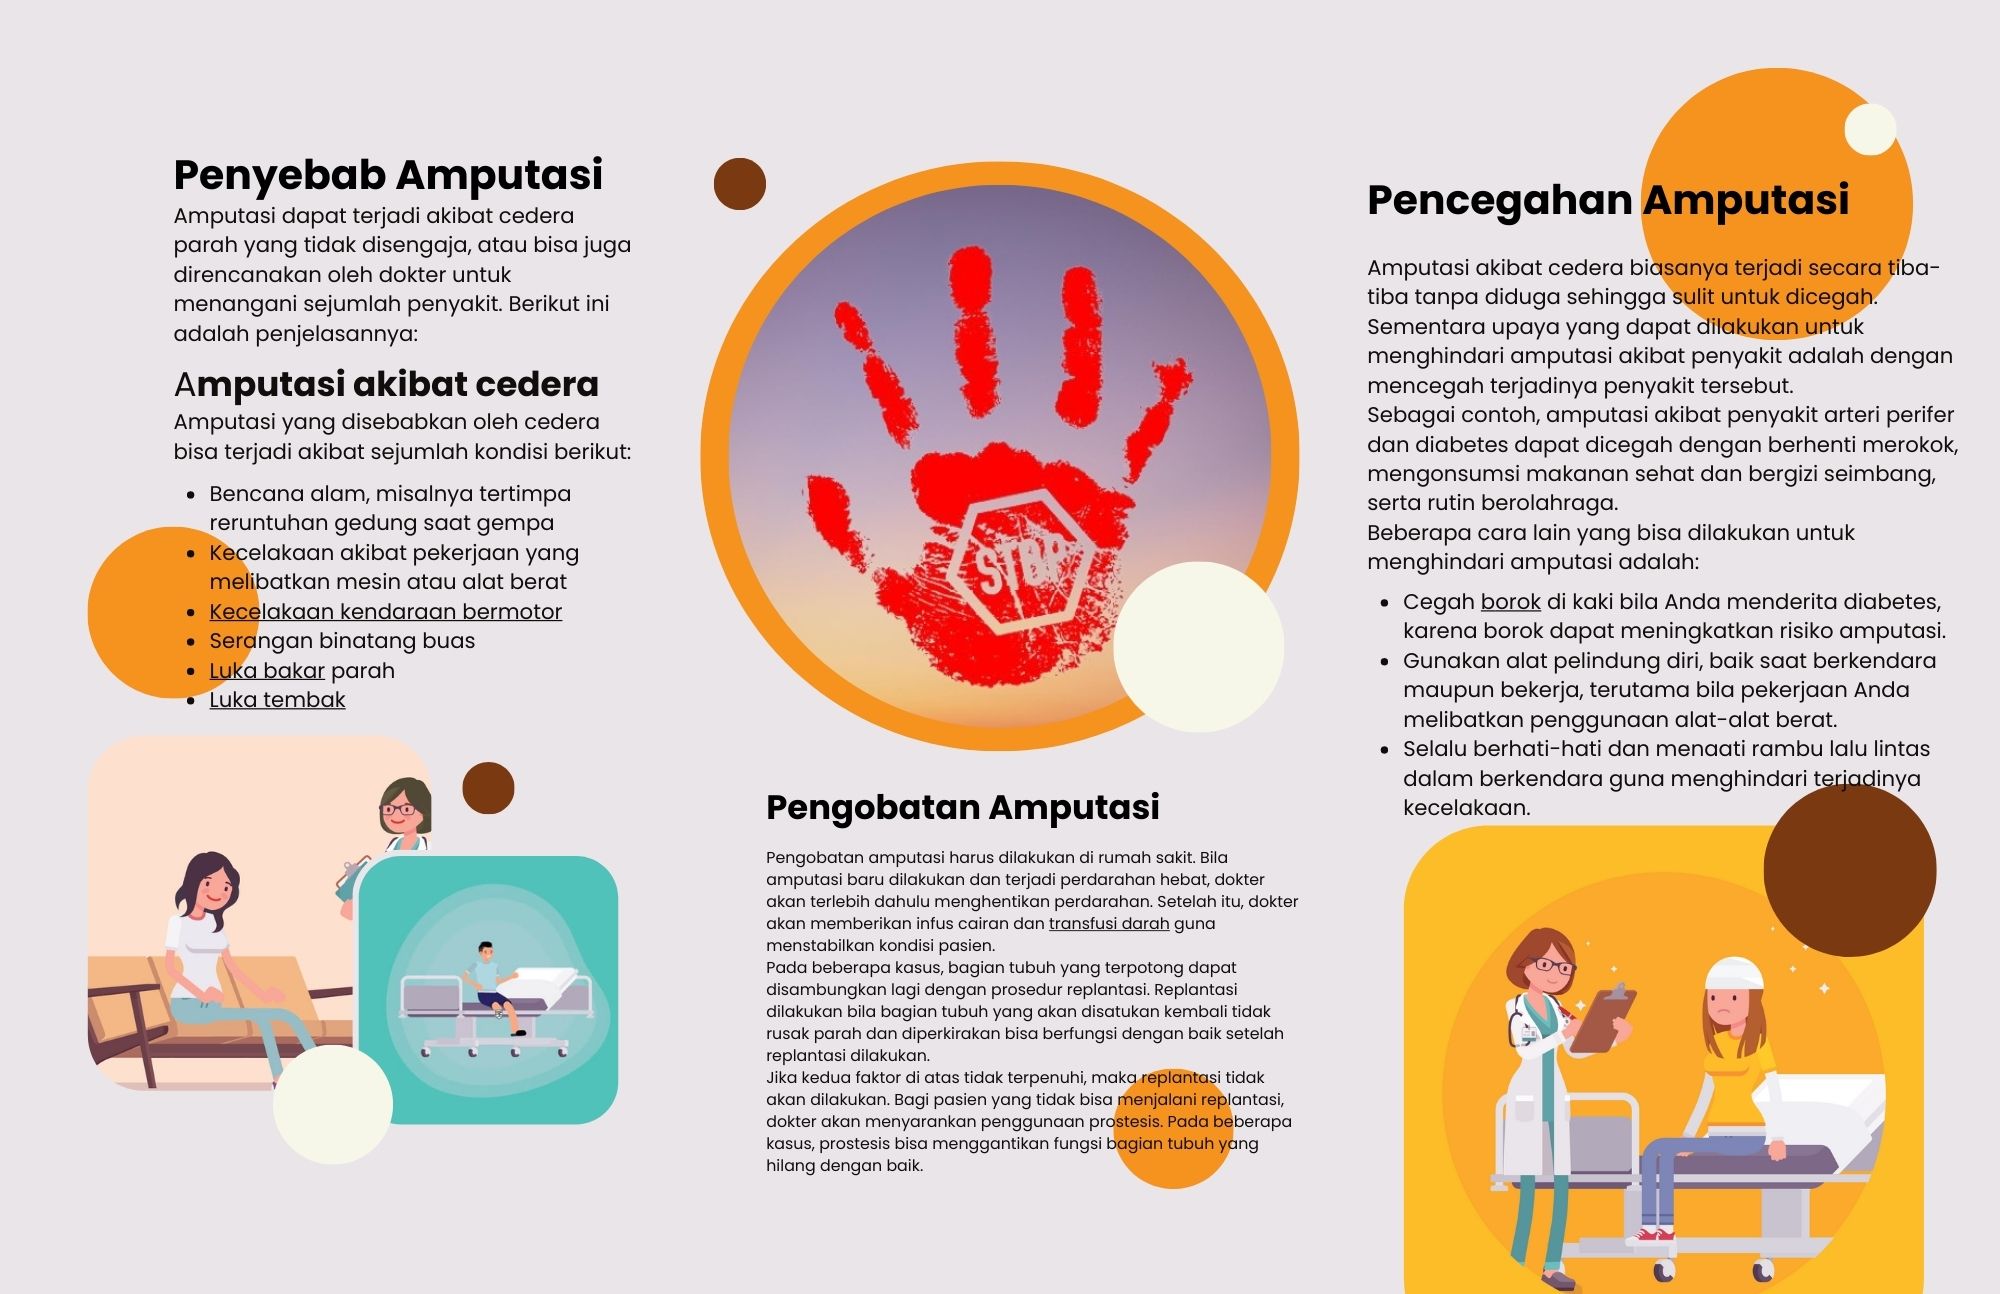 Penyebab Amputasi
Amputasi dapat terjadi akibat cedera
parah yang tidak disengaja, atau bisa juga
direncanakan oleh dokter untuk
menangani sejumlah penyakit. Berikut ini
adalah penjelasannya:
Amputasi akibat cedera
Amputasi yang disebabkan oleh cedera
bisa terjadi akibat sejumlah kondisi berikut:
• Bencana alam, misalnya tertimpa
reruntuhan gedung saat gempa
• Kecelakaan akibat pekerjaan yang
melibatkan mesin atau alat berat
• Kecelakaan kendaraan bermotor
• Serangan binatang buas
• Luka bakar parah
• Luka tembak
STOP
Pengobatan Amputasi
Pengobatan amputasi harus dilakukan di rumah sakit. Bila
amputasi baru dilakukan dan terjadi perdarahan hebat, dokter
akan terlebih dahulu menghentikan perdarahan. Setelah itu, dokter
akan memberikan infus cairan dan transfusi darah guna
menstabilkan kondisi pasien.
Pada beberapa kasus, bagian tubuh yang terpotong dapat
disambungkan lagi dengan prosedur replantasi. Replantasi
dilakukan bila bagian tubuh yang akan disatukan kembali tidak
rusak parah dan diperkirakan bisa berfungsi dengan baik setelah
replantasi dilakukan.
Jika kedua faktor di atas tidak terpenuhi, maka replantasi tidak
akan dilakukan. Bagi pasien yang tidak bisa menjalani replantasi,
dokter akan menyarankan penggunaan prostesis. Pada beberapa
kasus, prostesis bisa menggantikan fungsi bagian tubuh yang
hilang dengan baik.
Pencegahan Amputasi
Amputasi akibat cedera biasanya terjadi secara tiba-
tiba tanpa diduga sehingga sulit untuk dicegah.
Sementara upaya yang dapat dilakukan untuk
menghindari amputasi akibat penyakit adalah dengan
mencegah terjadinya penyakit tersebut.
Sebagai contoh, amputasi akibat penyakit arteri perifer
dan diabetes dapat dicegah dengan berhenti merokok,
mengonsumsi makanan sehat dan bergizi seimbang,
serta rutin berolahraga.
Beberapa cara lain yang bisa dilakukan untuk
menghindari amputasi adalah:
• Cegah borok di kaki bila Anda menderita diabetes,
karena borok dapat meningkatkan risiko amputasi.
• Gunakan alat pelindung diri, baik saat berkendara
maupun bekerja, terutama bila pekerjaan Anda
melibatkan penggunaan alat-alat berat.
• Selalu berhati-hati dan menaati rambu lalu lintas
dalam berkendara guna menghindari terjadinya
kecelakaan.